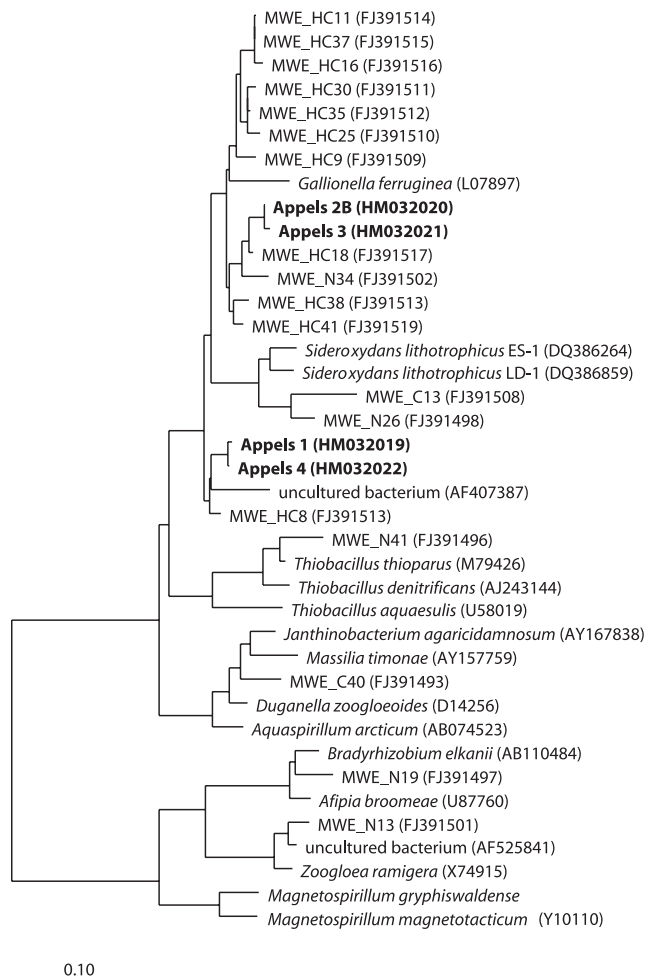 MWE_HC11 (FJ391514)
MWE_HC37 (FJ391515)
MWE_HC16 (FJ391516)
MWE_HC30 (FJ391511)
MWE_HC35 (FJ391512)
MWE_HC25 (FJ391510)
MWE_HC9 (FJ391509)
Gallionella ferruginea (L07897)
Appels 2B (HM032020)
Appels 3 (HM032021)
MWE_HC18 (FJ391517)
MWE_N34 (FJ391502)
MWE_HC38 (FJ391513)
MWE_HC41 (FJ391519)
Sideroxydans lithotrophicus ES-1 (DQ386264)
Sideroxydans lithotrophicus LD-1 (DQ386859)
MWE_C13 (FJ391508)
MWE_N26 (FJ391498)
Appels 1 (HM032019)
Appels 4 (HM032022)
uncultured bacterium (AF407387)
MWE_HC8 (FJ391513)
MWE_N41 (FJ391496)
Thiobacillus thioparus (M79426)
Thiobacillus denitrificans (AJ243144)
Thiobacillus aquaesulis (U58019)
Janthinobacterium agaricidamnosum (AY167838)
Massilia timonae (AY157759)
MWE_C40 (FJ391493)
Duganella zoogloeoides (D14256)
Aquaspirillum arcticum (AB074523)
Bradyrhizobium elkanii (AB110484)
MWE_N19 (FJ391497)
Afipia broomeae (U87760)
MWE_N13 (FJ391501)
uncultured bacterium (AF525841)
Zoogloea ramigera (X74915)
Magnetospirillum gryphiswaldense
Magnetospirillum magnetotacticum (Y10110)
0.10